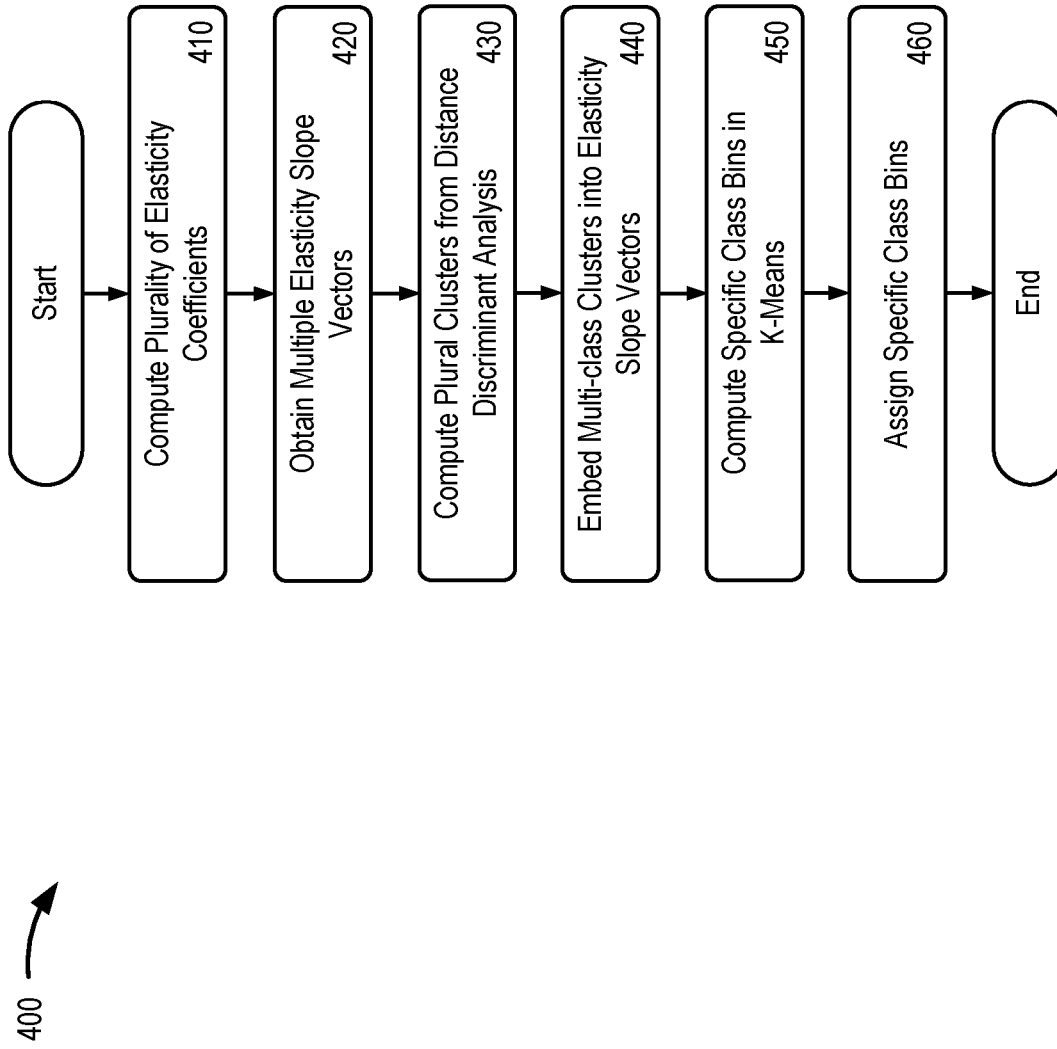 400
Start
Compute Plurality of Elasticity
Coefficients
410
Obtain Multiple Elasticity Slope
Vectors
420
Compute Plural Clusters from Distance
Discriminant Analysis
430
Embed Multi-class Clusters into Elasticity
Slope Vectors
440
Compute Specific Class Bins in
K-Means
450
Assign Specific Class Bins
460
End